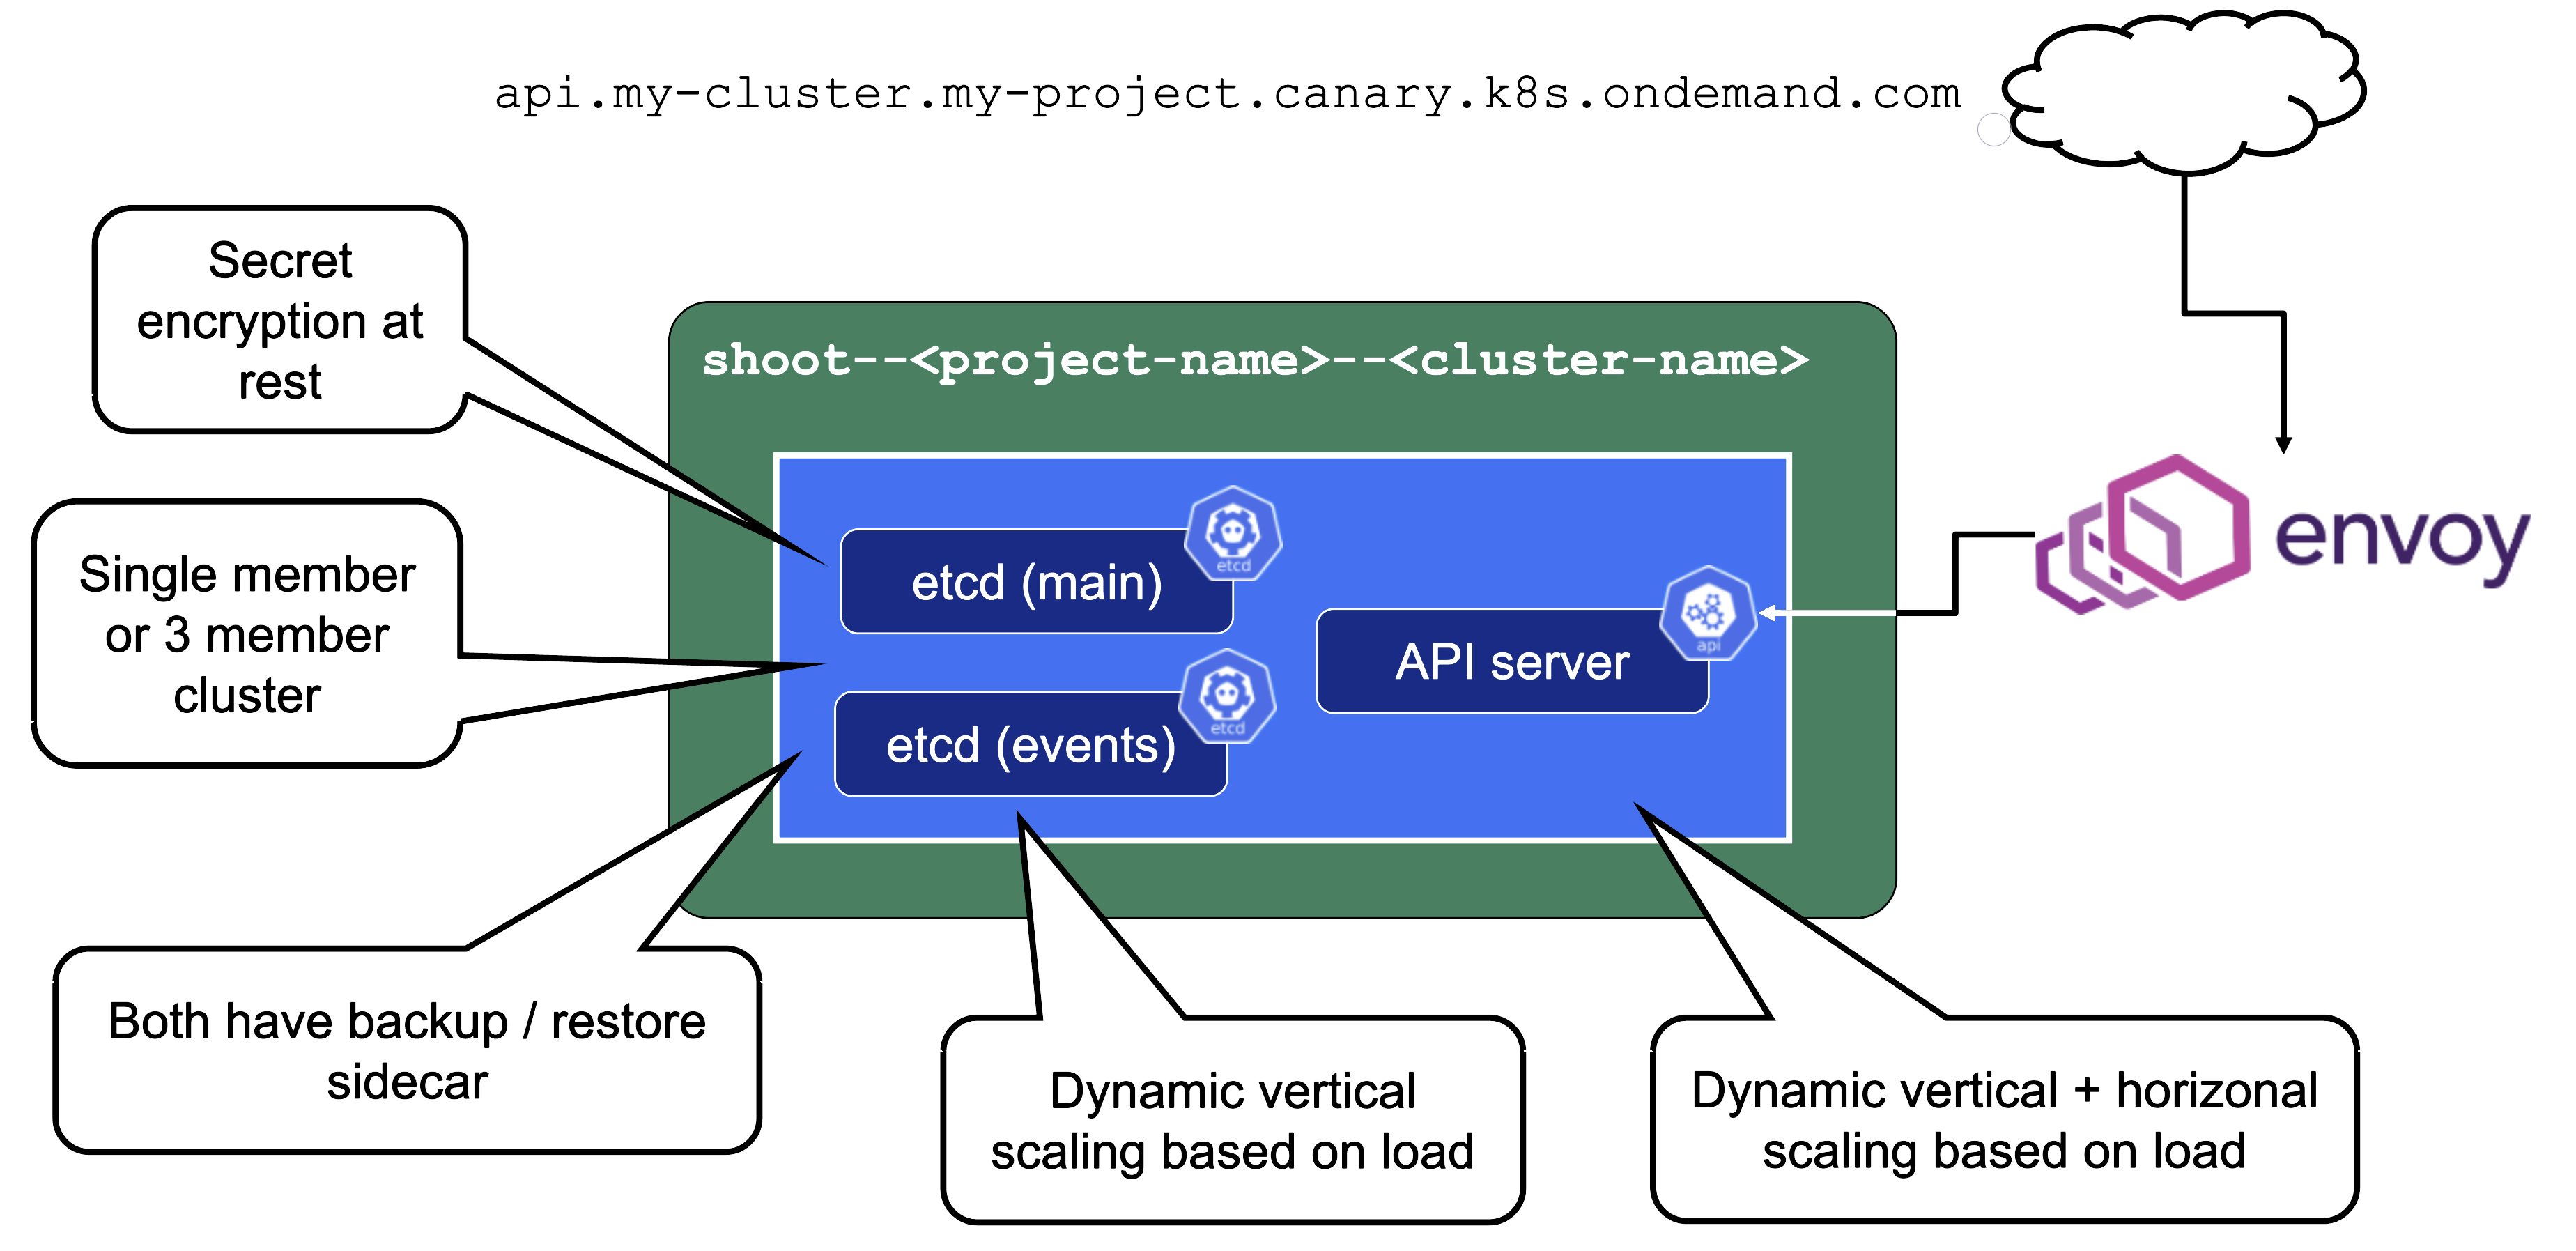 api.my-cluster.my-project.canary.k8s.ondemand.com
Secret
encryption at
rest
shoot--<project-name>--<cluster-name>
etcd
etcd (main)
envoy
Single member
or 3 member
cluster
api
API server
etcd
etcd (events)
Both have backup / restore
sidecar
Dynamic vertical
scaling based on load
Dynamic vertical + horizonal
scaling based on load